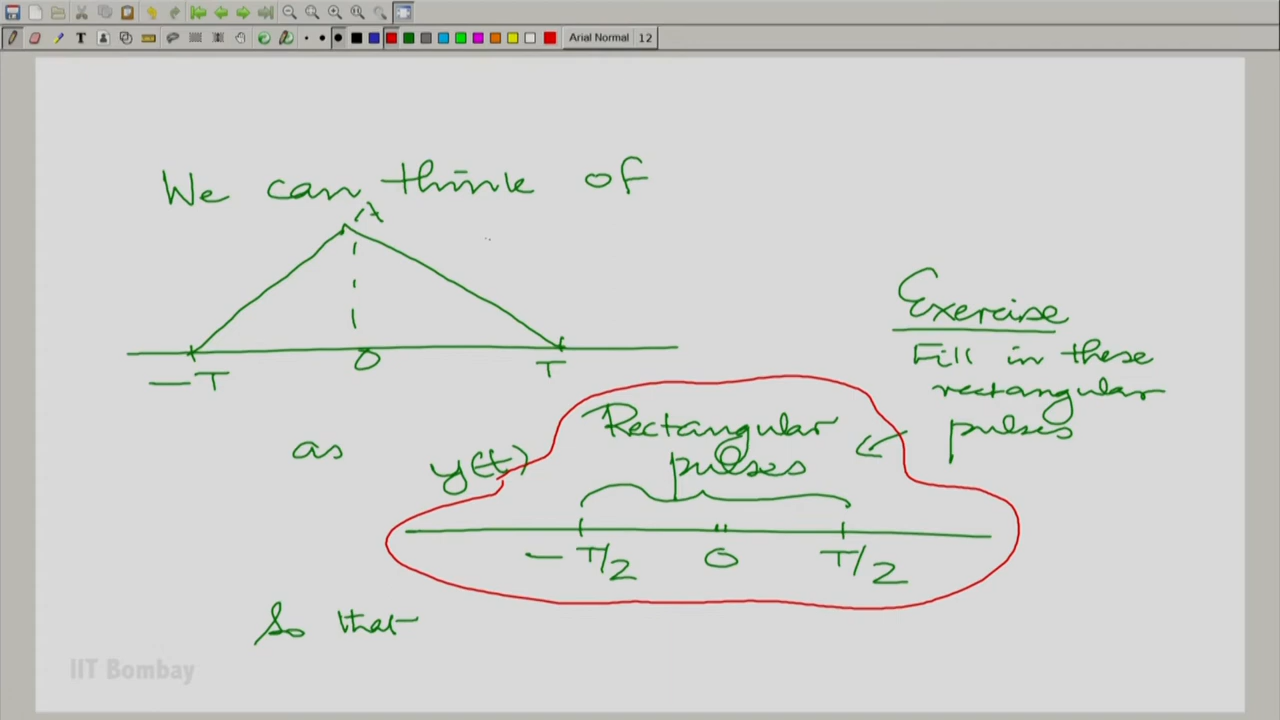 Arial Normal 12
We can think of
A
-T 0 T
Exercise
Fill in these
rectangular
pulses
as
y(t)
Rectangular
pulses
-T/2 0 T/2
So that
IIT Bombay